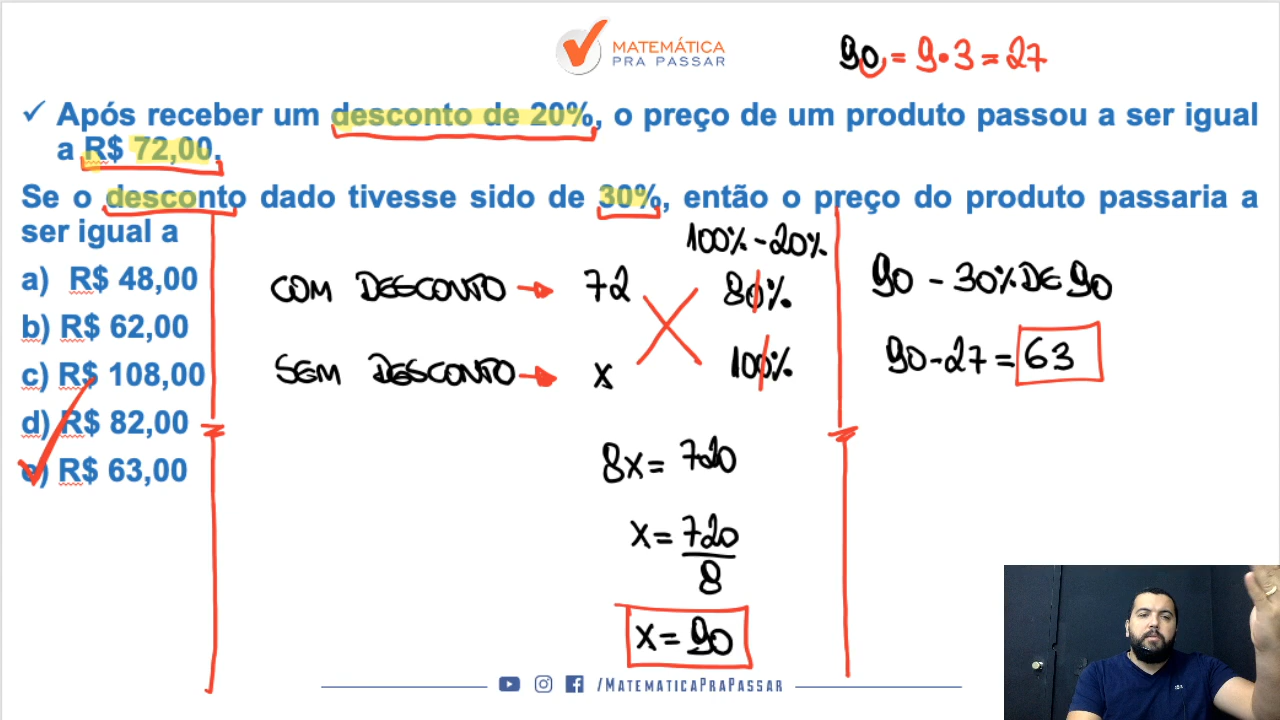 MATEMÁTICA
PRA PASSAR
90 = 9•3 = 27
✓ Após receber um desconto de 20%, o preço de um produto passou a ser igual
a R$ 72,00.
Se o desconto dado tivesse sido de 30%, então o preço do produto passaria a
ser igual a
a) R$ 48,00
b) R$ 62,00
c) R$ 108,00
d) R$ 82,00
e) R$ 63,00
100% - 20%
COM DESCONTO → 72 80%
SEM DESCONTO → x 100%
8x = 720
x = 720
8
x = 90
90 - 30% DE 90
90 - 27 = 63
/MatematicaPraPassar